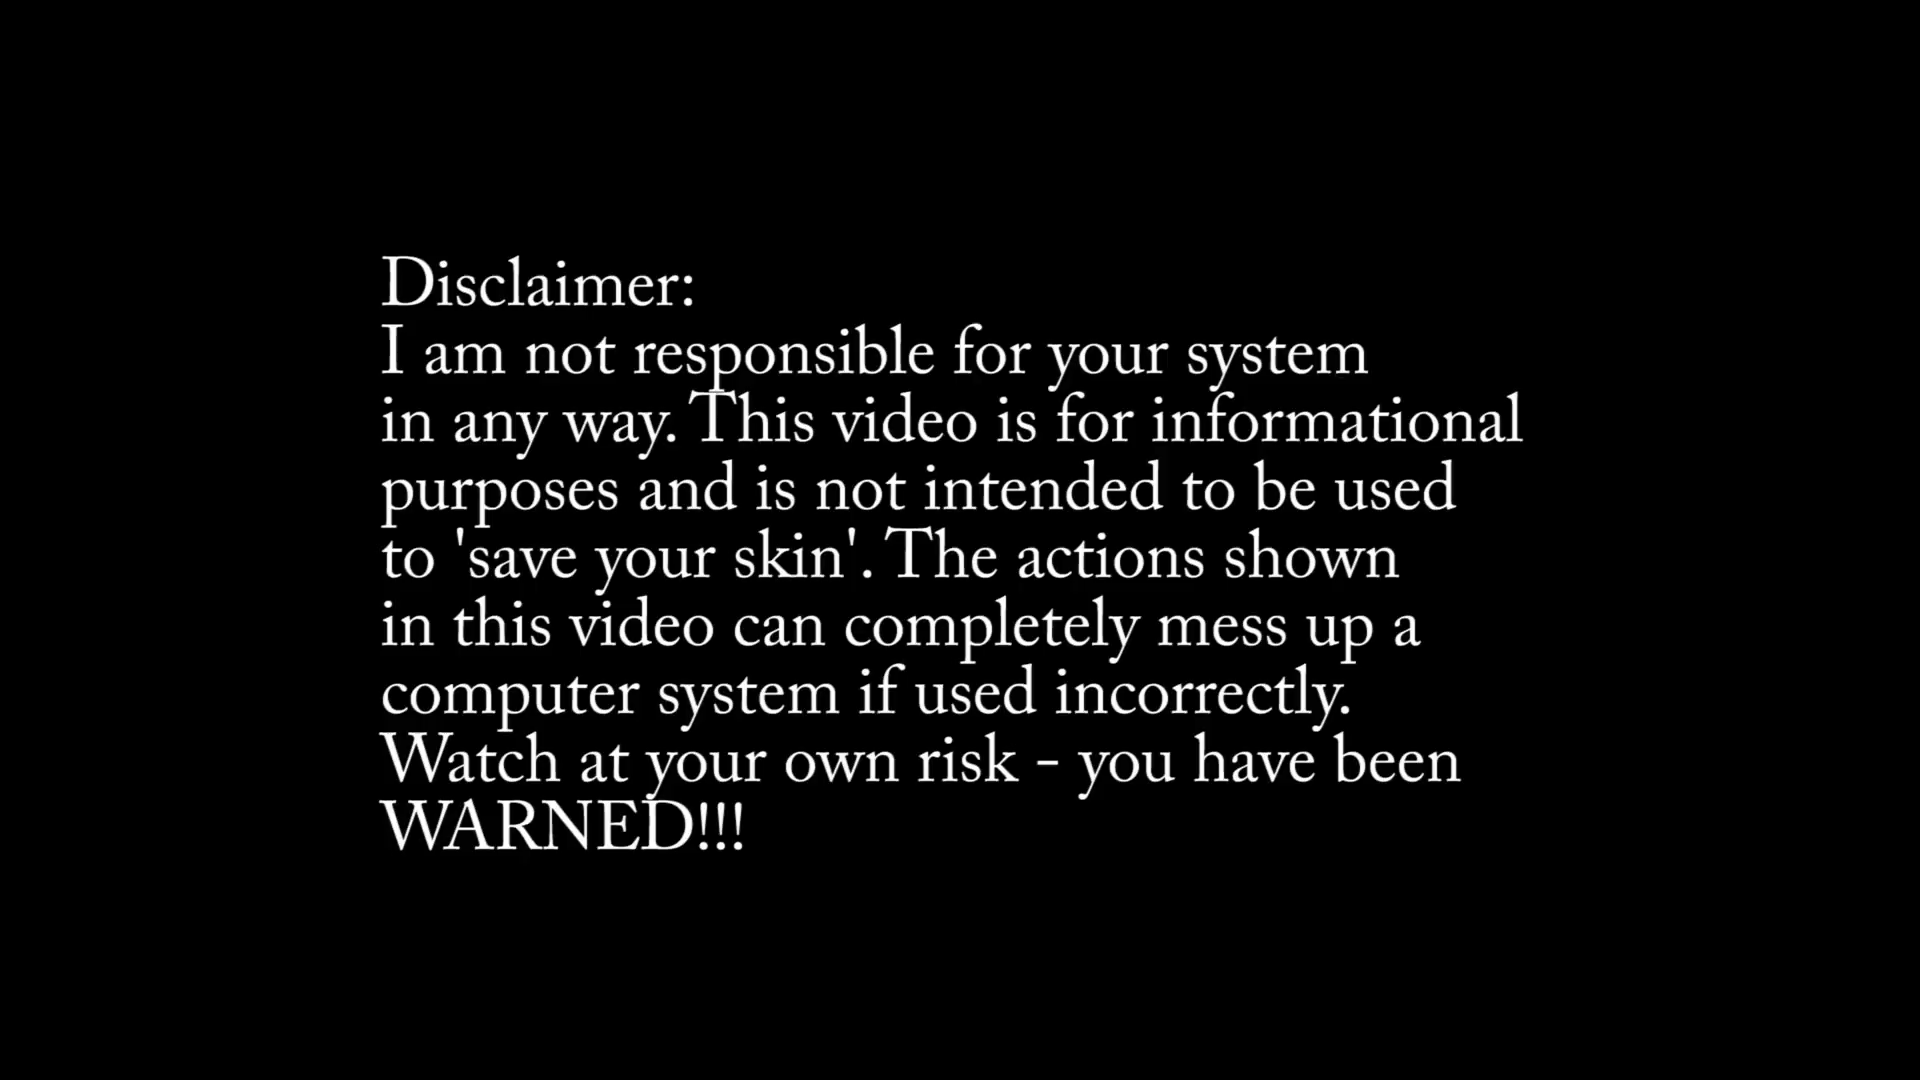 Disclaimer:
I am not responsible for your system
in any way. This video is for informational
purposes and is not intended to be used
to 'save your skin'. The actions shown
in this video can completely mess up a
computer system if used incorrectly.
Watch at your own risk - you have been
WARNED!!!